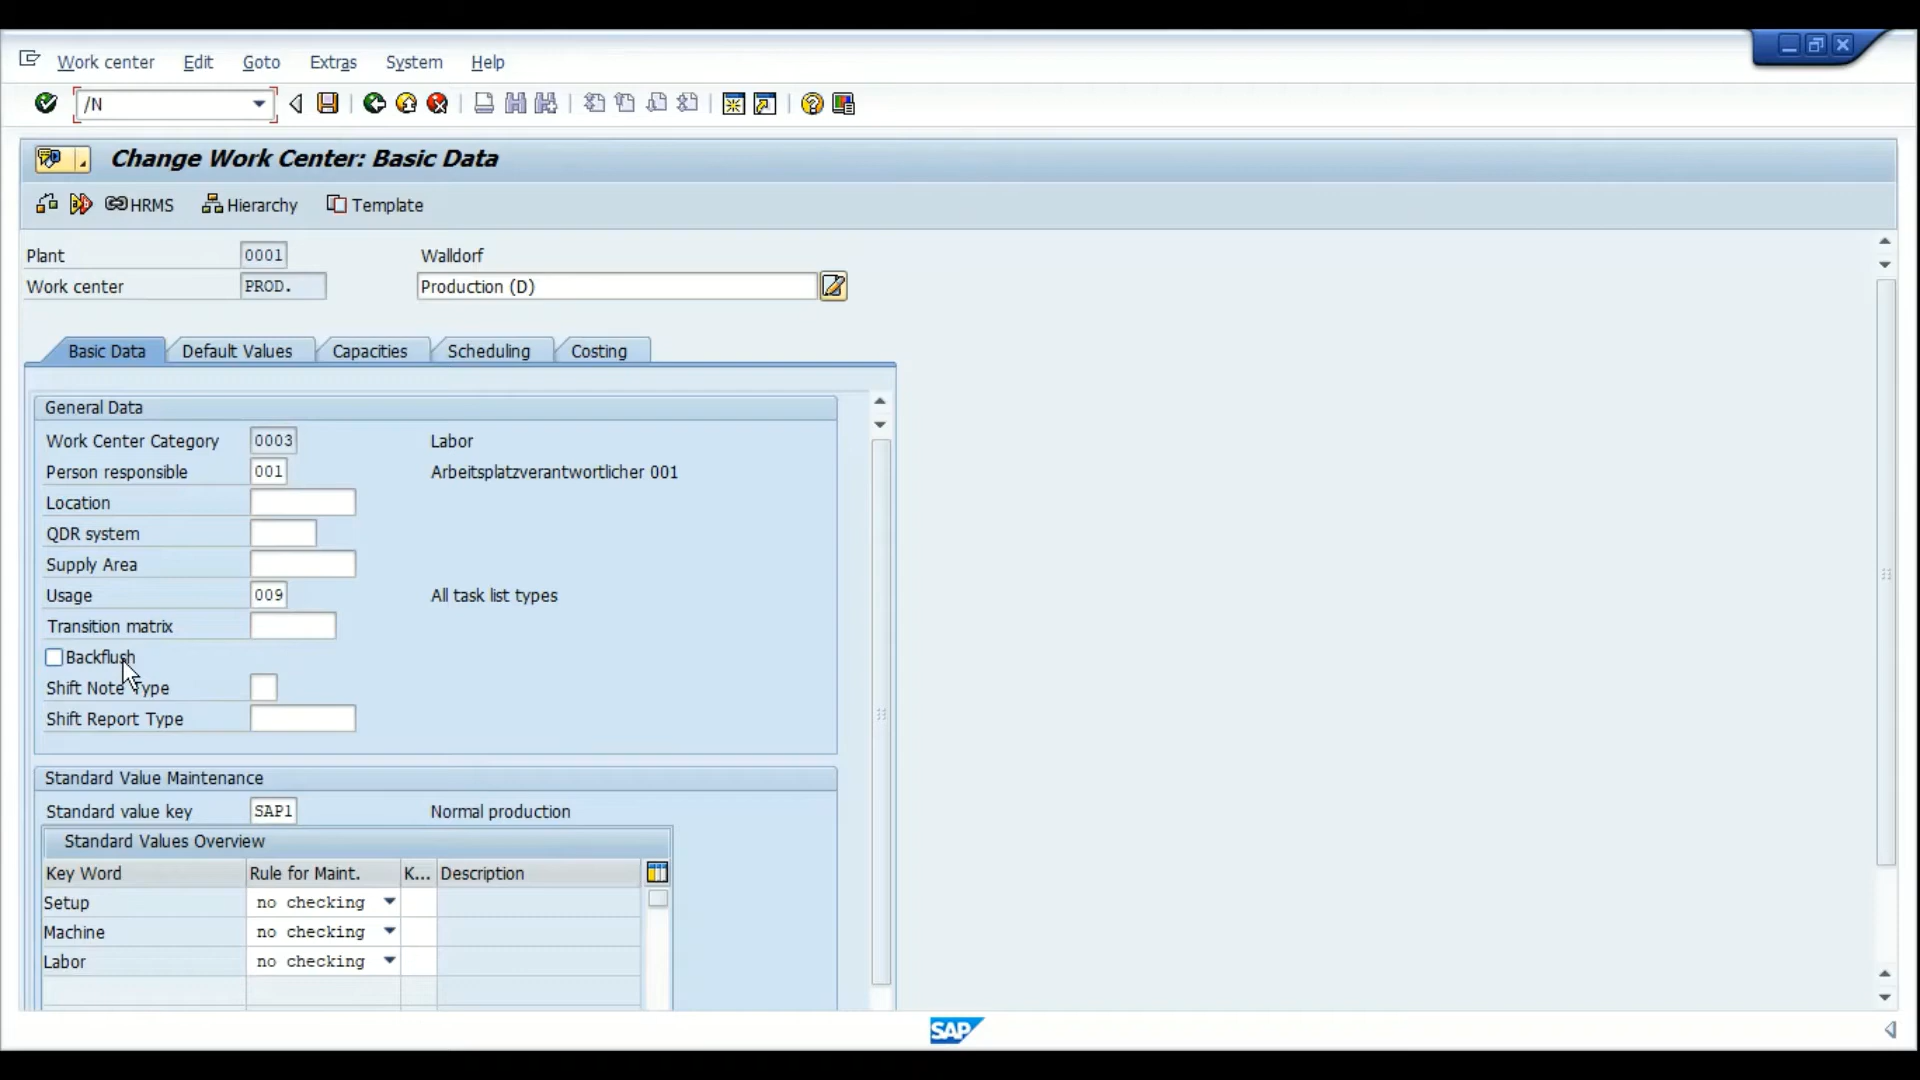 Work center Edit Goto Extras System Help
/N
Change Work Center: Basic Data
HRMS Hierarchy Template
Plant 0001 Walldorf
Work center PROD. Production (D)
Basic Data Default Values Capacities Scheduling Costing
General Data
Work Center Category 0003 Labor
Person responsible 001 Arbeitsplatzverantwortlicher 001
Location
QDR system
Supply Area
Usage 009 All task list types
Transition matrix
Backflush
Shift Note Type
Shift Report Type
Standard Value Maintenance
Standard value key SAP1 Normal production
Standard Values Overview
Key Word Rule for Maint. K... Description
Setup no checking
Machine no checking
Labor no checking
SAP